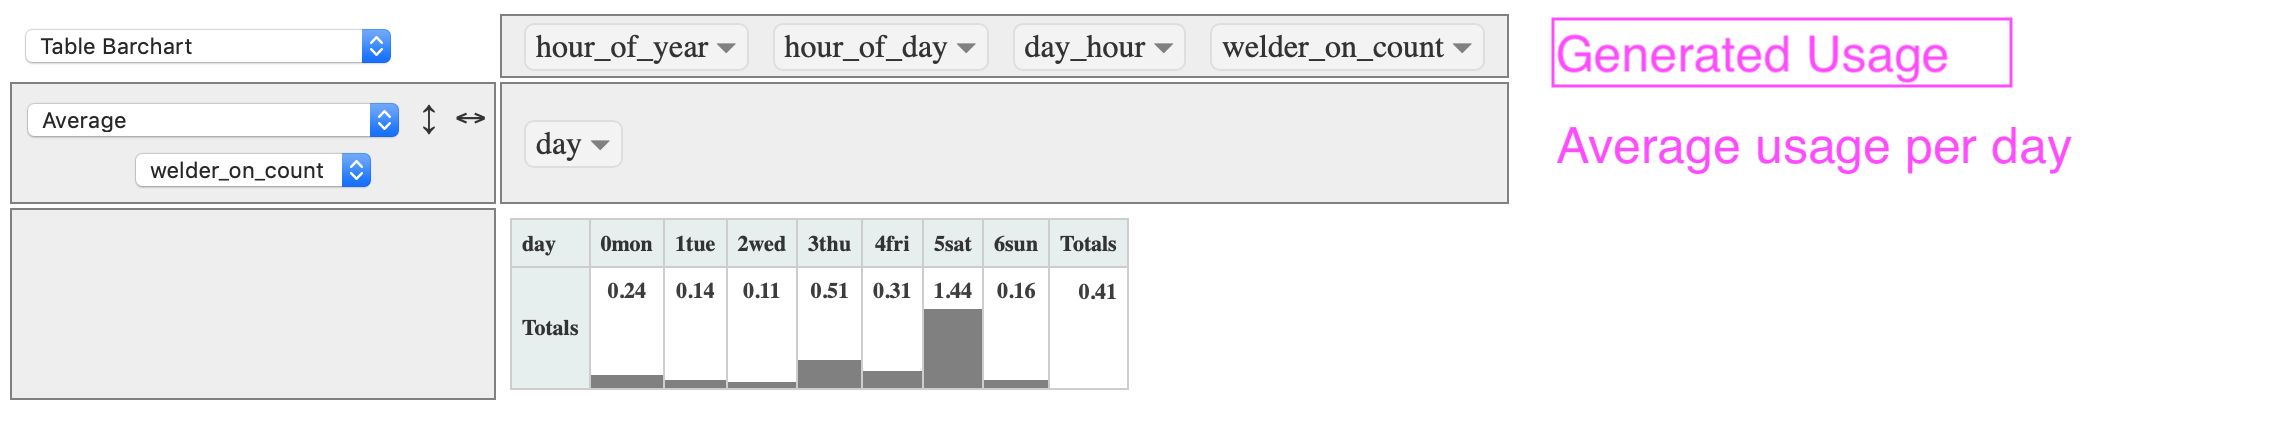 Table Barchart
hour_of_year hour_of_day day_hour welder_on_count
Generated Usage
Average
welder_on_count
day
Average usage per day
day 0mon 1tue 2wed 3thu 4fri 5sat 6sun Totals
Totals 0.24 0.14 0.11 0.51 0.31 1.44 0.16 0.41